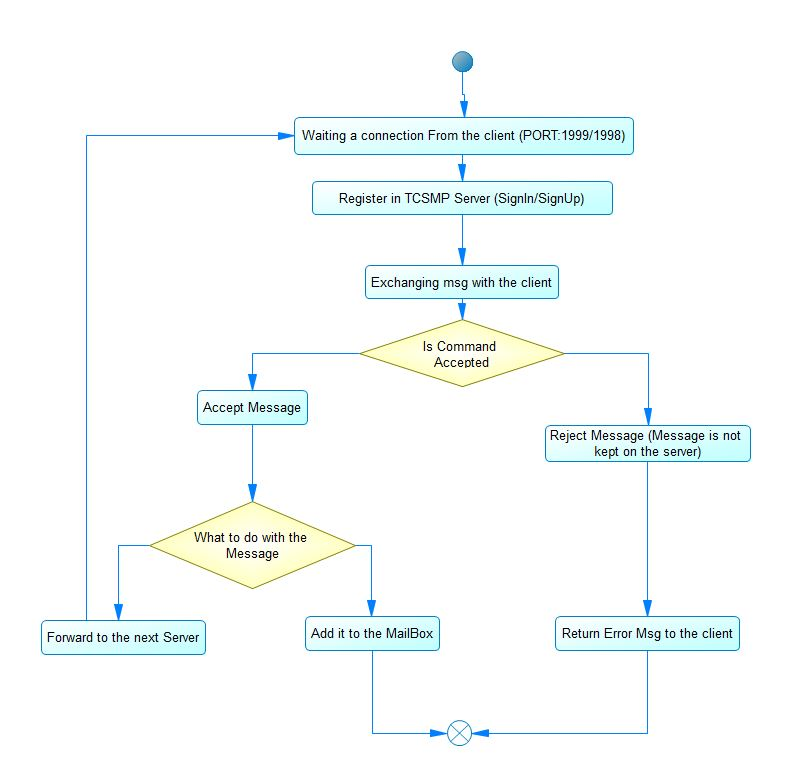 Waiting a connection From the client (PORT:1999/1998)
Register in TCSMP Server (SignIn/SignUp)
Exchanging msg with the client
Is Command
Accepted
Accept Message
Reject Message (Message is not
kept on the server)
What to do with the
Message
Forward to the next Server
Add it to the MailBox
Return Error Msg to the client